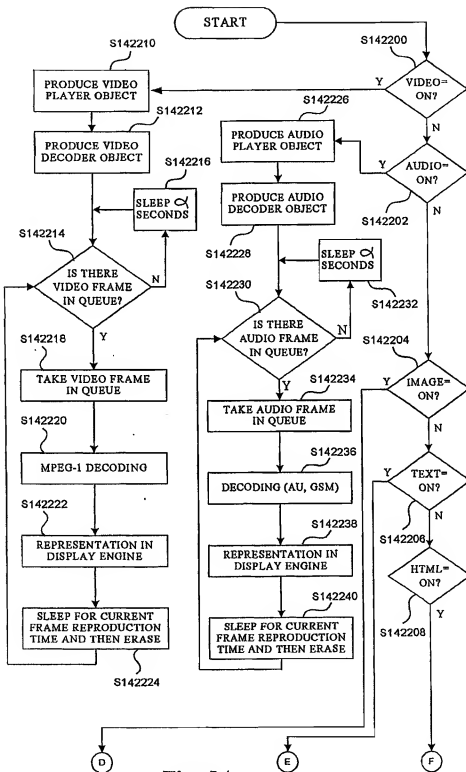 START
S142200
VIDEO=
ON?
Y
N
S142210
PRODUCE VIDEO
PLAYER OBJECT
S142212
PRODUCE VIDEO
DECODER OBJECT
S142216
SLEEP α
SECONDS
S142214
IS THERE
VIDEO FRAME
IN QUEUE?
N
Y
S142218
TAKE VIDEO FRAME
IN QUEUE
S142220
MPEG-1 DECODING
S142222
REPRESENTATION IN
DISPLAY ENGINE
SLEEP FOR CURRENT
FRAME REPRODUCTION
TIME AND THEN ERASE
S142224
S142226
PRODUCE AUDIO
PLAYER OBJECT
PRODUCE AUDIO
DECODER OBJECT
S142228
SLEEP α
SECONDS
S142232
S142230
IS THERE
AUDIO FRAME
IN QUEUE?
N
Y
S142234
TAKE AUDIO FRAME
IN QUEUE
S142236
DECODING (AU, GSM)
S142238
REPRESENTATION IN
DISPLAY ENGINE
S142240
SLEEP FOR CURRENT
FRAME REPRODUCTION
TIME AND THEN ERASE
AUDIO=
ON?
Y
N
S142202
S142204
IMAGE=
ON?
Y
N
TEXT=
ON?
Y
N
S142206
HTML=
ON?
Y
S142208
D
E
F